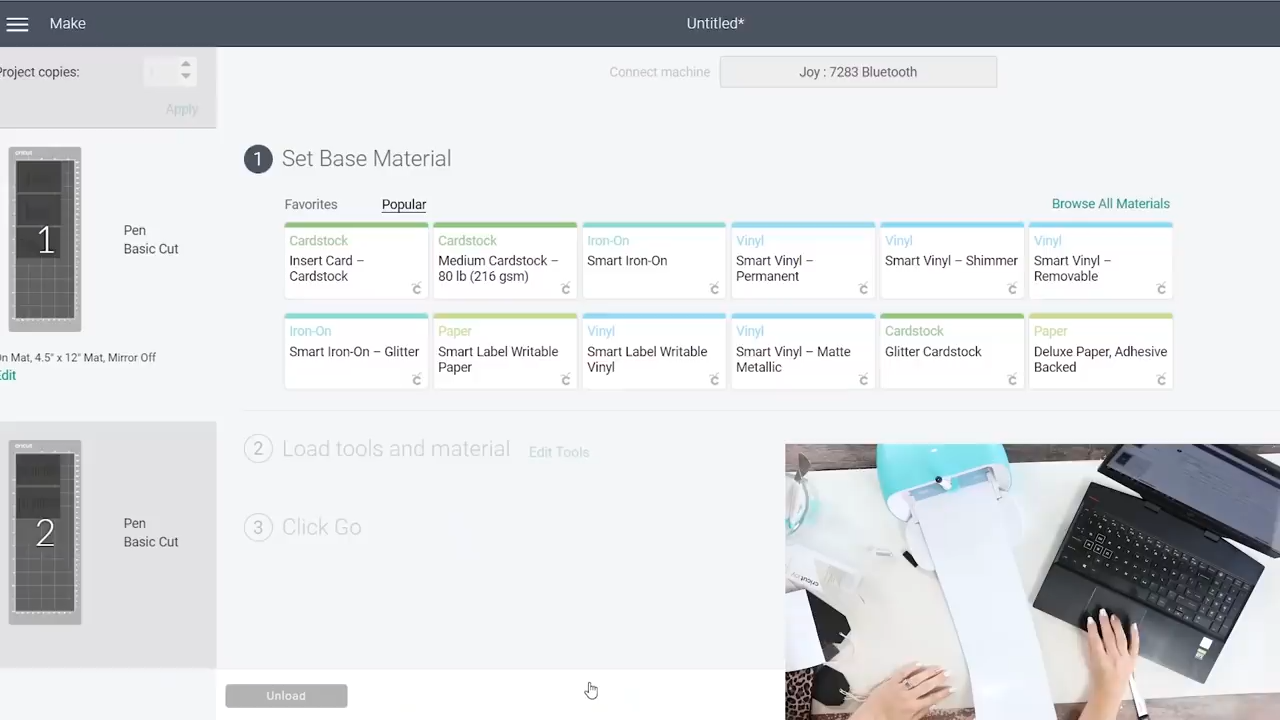 Make
Untitled*
Project copies:
Apply
Connect machine
Joy : 7283 Bluetooth
1
Pen
Basic Cut
On Mat, 4.5" x 12" Mat, Mirror Off
Edit
2
Pen
Basic Cut
1 Set Base Material
Favorites
Popular
Browse All Materials
Cardstock
Insert Card –
Cardstock
Cardstock
Medium Cardstock –
80 lb (216 gsm)
Iron-On
Smart Iron-On
Vinyl
Smart Vinyl –
Permanent
Vinyl
Smart Vinyl – Shimmer
Vinyl
Smart Vinyl –
Removable
Iron-On
Smart Iron-On – Glitter
Paper
Smart Label Writable
Paper
Vinyl
Smart Label Writable
Vinyl
Vinyl
Smart Vinyl – Matte
Metallic
Cardstock
Glitter Cardstock
Paper
Deluxe Paper, Adhesive
Backed
2 Load tools and material Edit Tools
3 Click Go
Unload